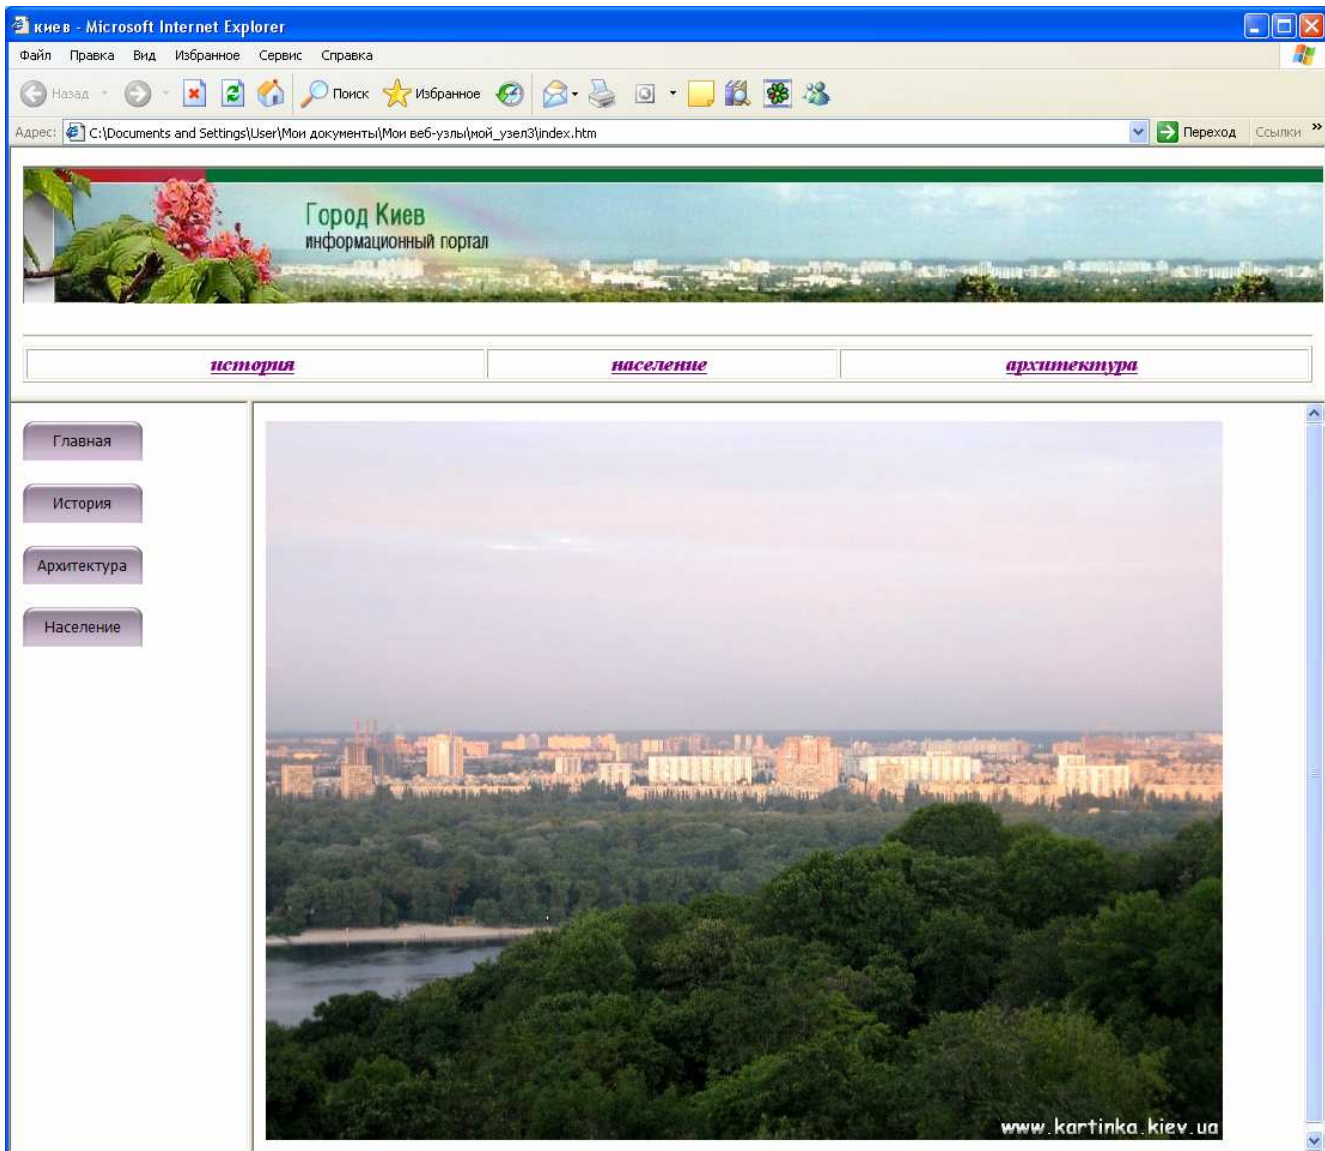 киев - Microsoft Internet Explorer
Файл Правка Вид Избранное Сервис Справка
Назад Поиск Избранное
Адрес: C:\Documents and Settings\User\Мои документы\Мои веб-узлы\мой_узел3\index.htm Переход Ссылки »
Город Киев
информационный портал
история население архитектура
Главная
История
Архитектура
Население
www.kartinka.kiev.ua